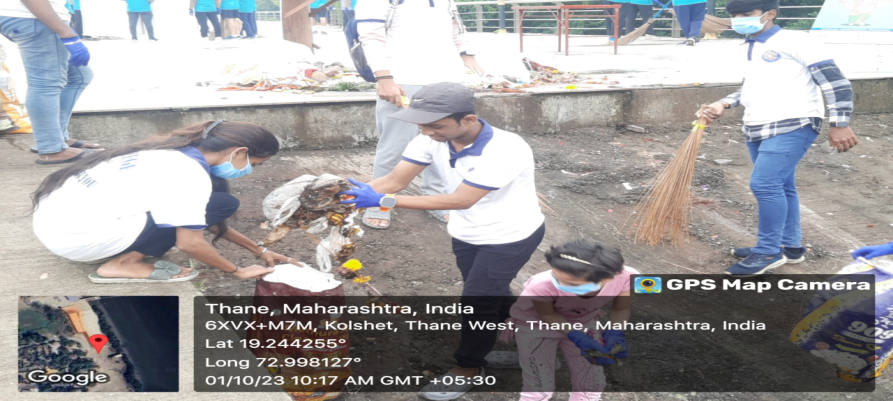 GPS Map Camera
Thane, Maharashtra, India
6XVX+M7M, Kolshet, Thane West, Thane, Maharashtra, India
Lat 19.244255°
Long 72.998127°
01/10/23 10:17 AM GMT +05:30
Google